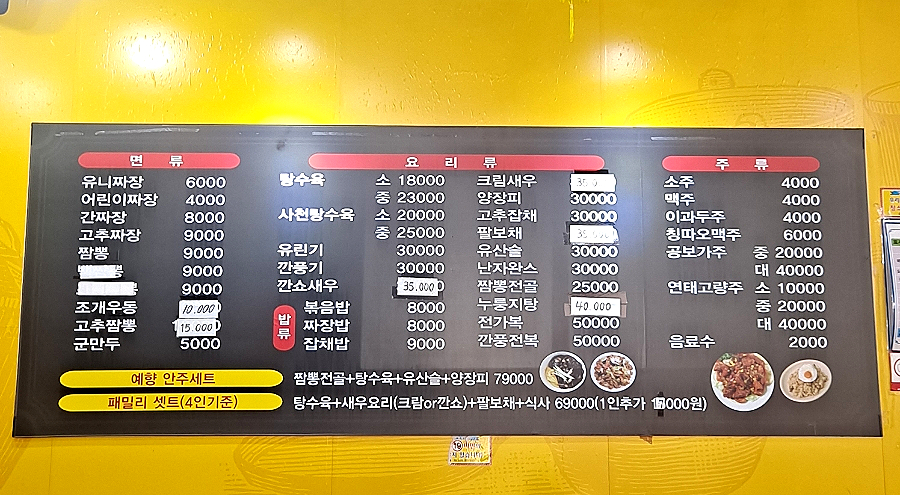 면 류
유니짜장 6000
어린이짜장 4000
간짜장 8000
고추짜장 9000
짬뽕 9000
9000
9000
조개우동 10.000
고추짬뽕 15.000
군만두 5000
요 리 류
탕수육 소 18000
중 23000
사천탕수육 소 20000
중 25000
유린기 30000
깐풍기 30000
깐쇼새우 35.000
밥류
볶음밥 8000
짜장밥 8000
잡채밥 9000
크림새우
양장피 30000
고추잡채 30000
팔보채
유산슬 30000
난자완스 30000
짬뽕전골 25000
누룽지탕 40 000
전가복 50000
깐풍전복 50000
주 류
소주 4000
맥주 4000
이과두주 4000
칭따오맥주 6000
공보가주 중 20000
대 40000
연태고량주 소 10000
중 20000
대 40000
음료수 2000
예향 안주세트 짬뽕전골+탕수육+유산슬+양장피 79000
패밀리 셋트(4인기준) 탕수육+새우요리(크람or깐쇼)+팔보채+식사 69000(1인추가